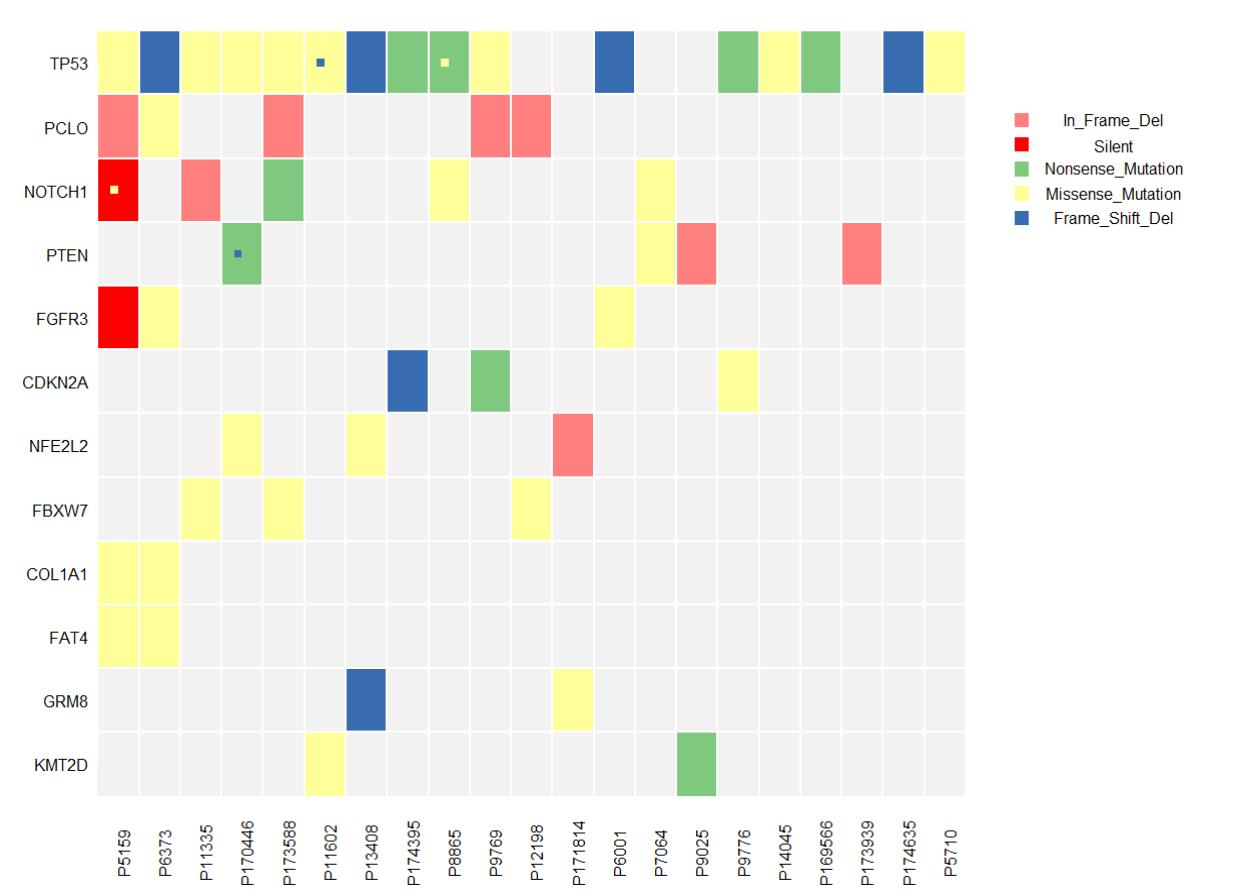 TP53
PCLO
NOTCH1
PTEN
FGFR3
CDKN2A
NFE2L2
FBXW7
COL1A1
FAT4
GRM8
KMT2D
In_Frame_Del
Silent
Nonsense_Mutation
Missense_Mutation
Frame_Shift_Del
P5159
P6373
P11335
P170446
P173588
P11602
P13408
P174395
P8865
P9769
P12198
P171814
P6001
P7064
P9025
P9776
P14045
P169566
P173939
P174635
P5710